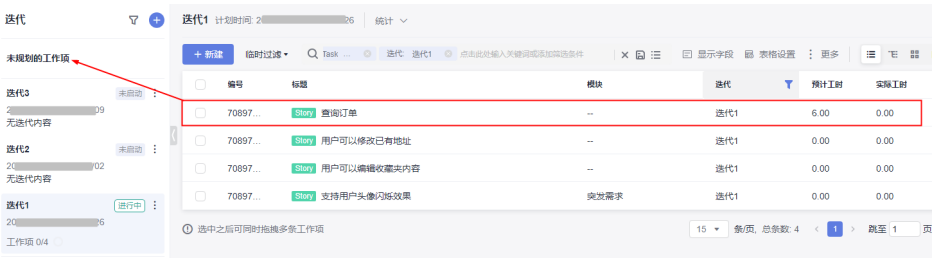 迭代
未规划的工作项
迭代3 未启动
2 09
无迭代内容
迭代2 未启动
20 02
无迭代内容
迭代1 进行中
20 6
工作项 0/4
迭代1 计划时间: 2 26 统计
+ 新建 临时过滤 Task ... 迭代: 迭代1 点击此处输入关键词或添加筛选条件 显示字段 表格设置 更多
编号 标题 模块 迭代 预计工时 实际工时
70897... Story 查询订单 -- 迭代1 6.00 0.00
70897... Story 用户可以修改已有地址 -- 迭代1 0.00 0.00
70897... Story 用户可以编辑收藏夹内容 -- 迭代1 0.00 0.00
70897... Story 支持用户头像闪烁效果 突发需求 迭代1 0.00 0.00
选中之后可同时拖拽多条工作项 15 条/页, 总条数: 4 < 1 > 跳至 1 页